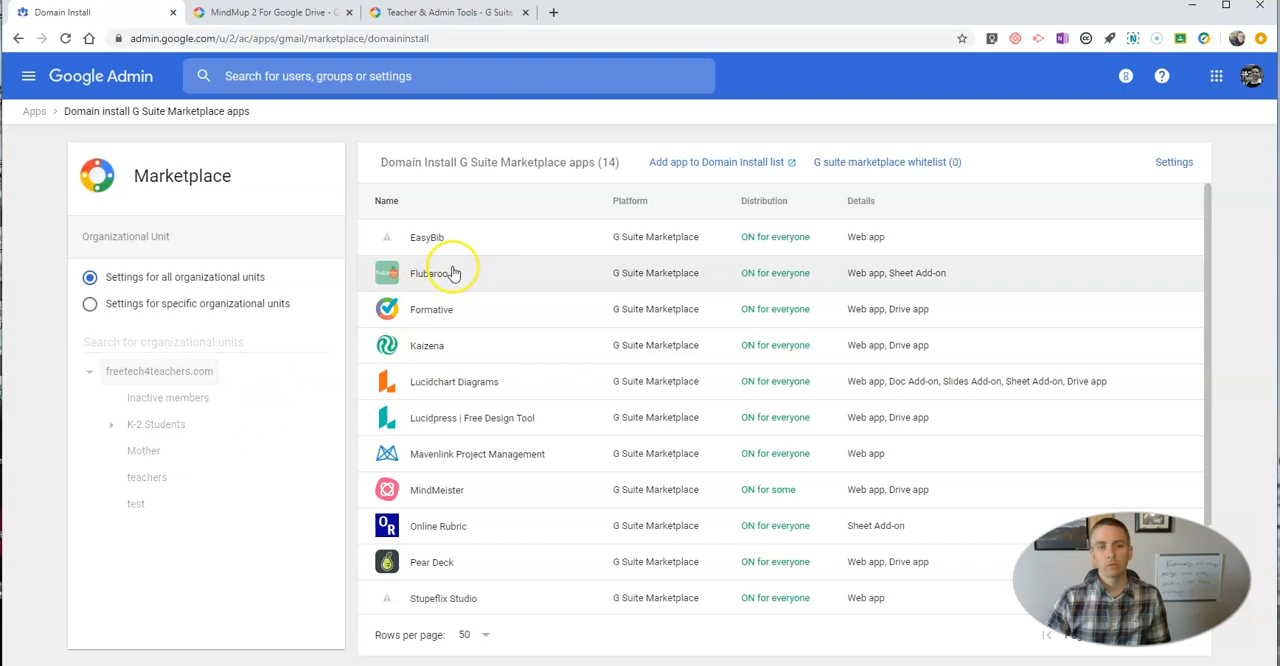 Domain Install
MindMup 2 For Google Drive - G
Teacher & Admin Tools - G Suite
admin.google.com/u/2/ac/apps/gmail/marketplace/domaininstall
Google Admin
Search for users, groups or settings
Apps > Domain install G Suite Marketplace apps
Marketplace
Organizational Unit
Settings for all organizational units
Settings for specific organizational units
Search for organizational units
freetech4teachers.com
Inactive members
K-2 Students
Mother
teachers
test
Domain Install G Suite Marketplace apps (14)
Add app to Domain Install list
G suite marketplace whitelist (0)
Settings
Name Platform Distribution Details
EasyBib G Suite Marketplace ON for everyone Web app
Flubaroo G Suite Marketplace ON for everyone Web app, Sheet Add-on
Formative G Suite Marketplace ON for everyone Web app, Drive app
Kaizena G Suite Marketplace ON for everyone Web app, Drive app
Lucidchart Diagrams G Suite Marketplace ON for everyone Web app, Doc Add-on, Slides Add-on, Sheet Add-on, Drive app
Lucidpress | Free Design Tool G Suite Marketplace ON for everyone Web app, Drive app
Mavenlink Project Management G Suite Marketplace ON for everyone Web app
MindMeister G Suite Marketplace ON for some Web app, Drive app
OR Online Rubric G Suite Marketplace ON for everyone Sheet Add-on
Pear Deck G Suite Marketplace ON for everyone Web app, Drive app
Stupeflix Studio G Suite Marketplace ON for everyone Web app
Rows per page: 50